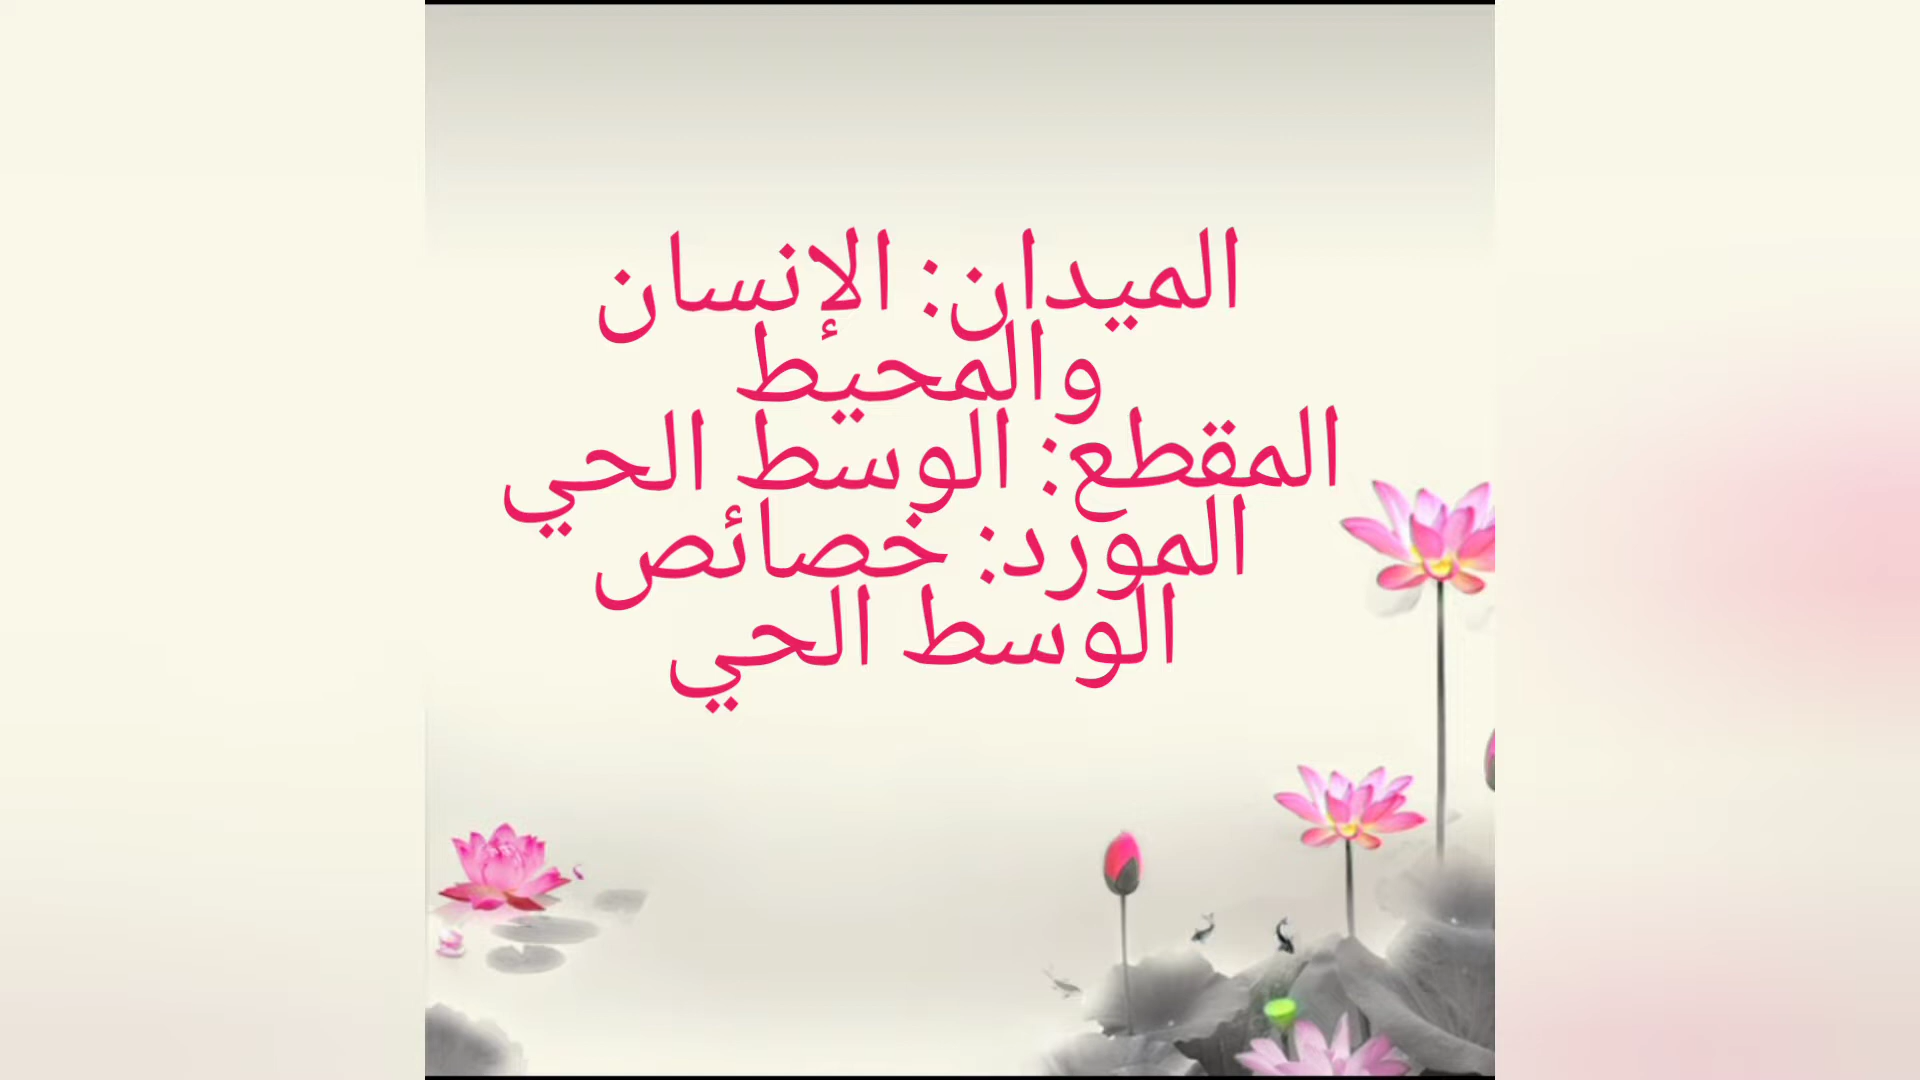 الميدان: الإنسان
والمحيط
المقطع: الوسط الحي
المورد: خصائص
الوسط الحي